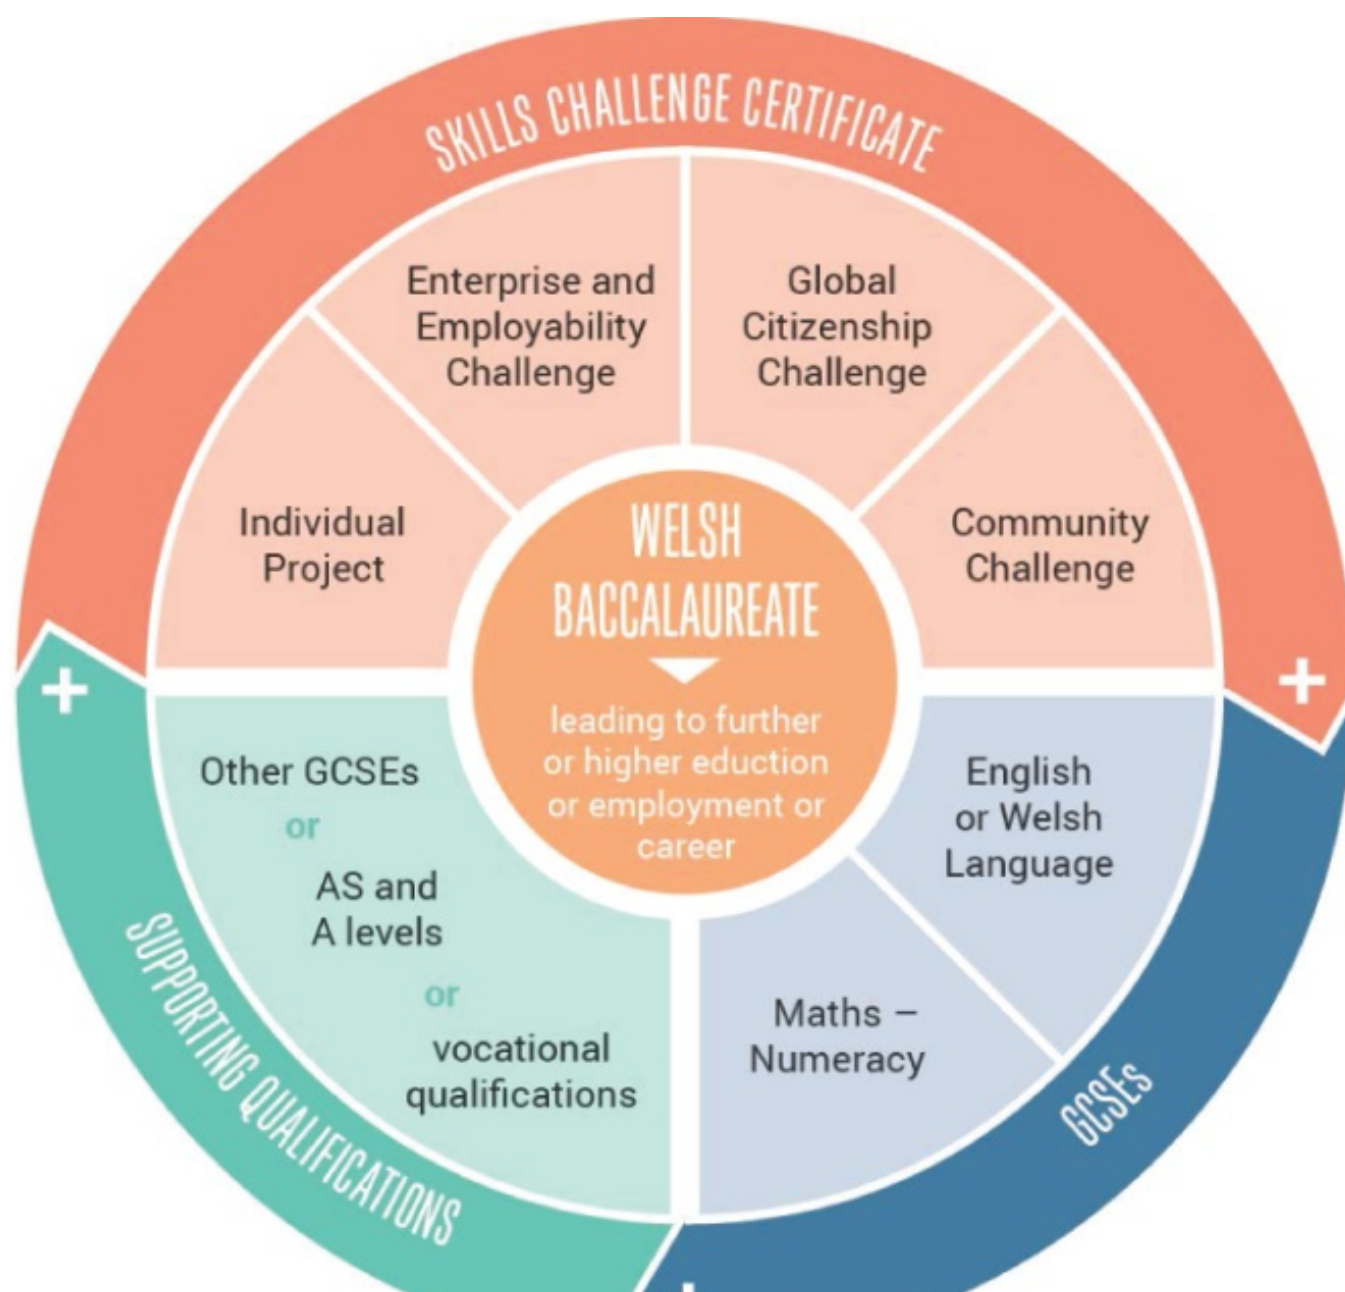 SKILLS CHALLENGE CERTIFICATE
Enterprise and
Employability
Challenge
Global
Citizenship
Challenge
Individual
Project
Community
Challenge
WELSH
BACCALAUREATE
leading to further
or higher eduction
or employment or
career
+
+
Other GCSEs
or
AS and
A levels
or
vocational
qualifications
English
or Welsh
Language
Maths –
Numeracy
SUPPORTING QUALIFICATIONS
GCSEs